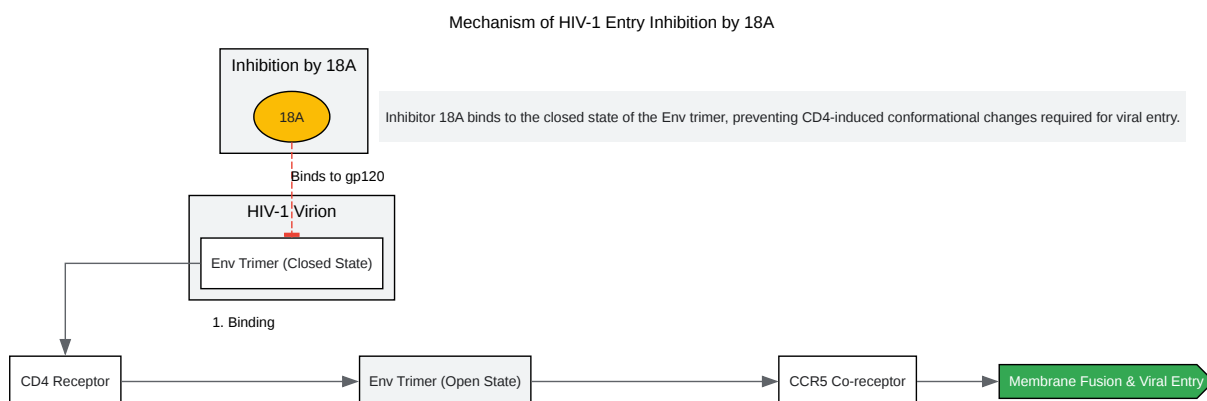 Mechanism of HIV-1 Entry Inhibition by 18A
Inhibition by 18A
18A
Inhibitor 18A binds to the closed state of the Env trimer, preventing CD4-induced conformational changes required for viral entry.
Binds to gp120
HIV-1 Virion
Env Trimer (Closed State)
1. Binding
CD4 Receptor
Env Trimer (Open State)
CCR5 Co-receptor
Membrane Fusion & Viral Entry